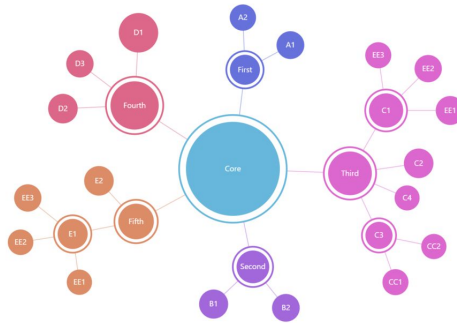 A2
D1
A1
EE3
D3
First
EE2
Fourth
D2
C1
EE1
C2
Core
Third
E2
C4
EE3
Fifth
E1
C3
EE2
CC2
Second
EE1
CC1
B1
B2